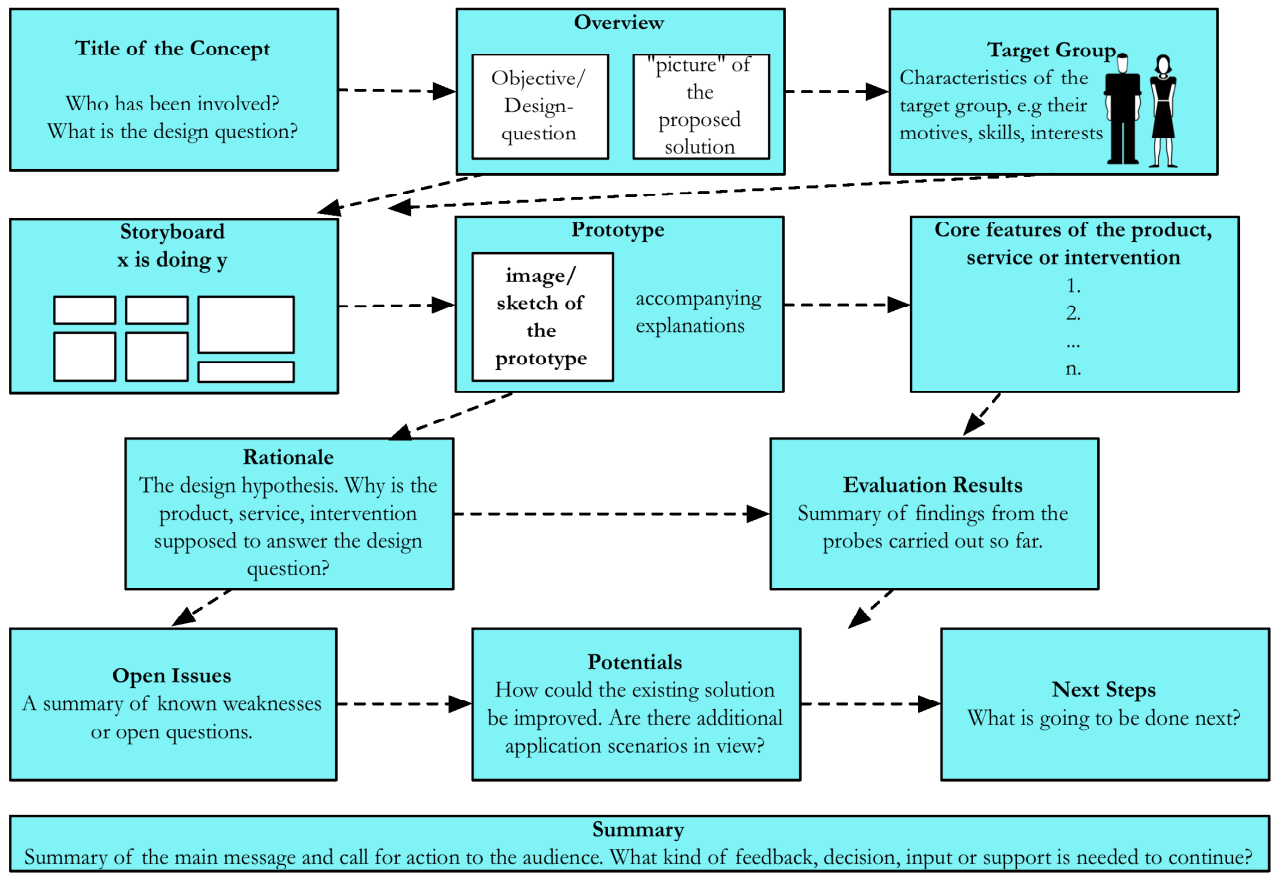 Title of the Concept
Who has been involved?
What is the design question?
Overview
Objective/
Design-
question
"picture" of
the
proposed
solution
Target Group
Characteristics of the
target group, e.g their
motives, skills, interests
Storyboard
x is doing y
Prototype
image/
sketch of
the
prototype
accompanying
explanations
Core features of the product,
service or intervention
1.
2.
...
n.
Rationale
The design hypothesis. Why is the
product, service, intervention
supposed to answer the design
question?
Evaluation Results
Summary of findings from the
probes carried out so far.
Open Issues
A summary of known weaknesses
or open questions.
Potentials
How could the existing solution
be improved. Are there additional
application scenarios in view?
Next Steps
What is going to be done next?
Summary
Summary of the main message and call for action to the audience. What kind of feedback, decision, input or support is needed to continue?